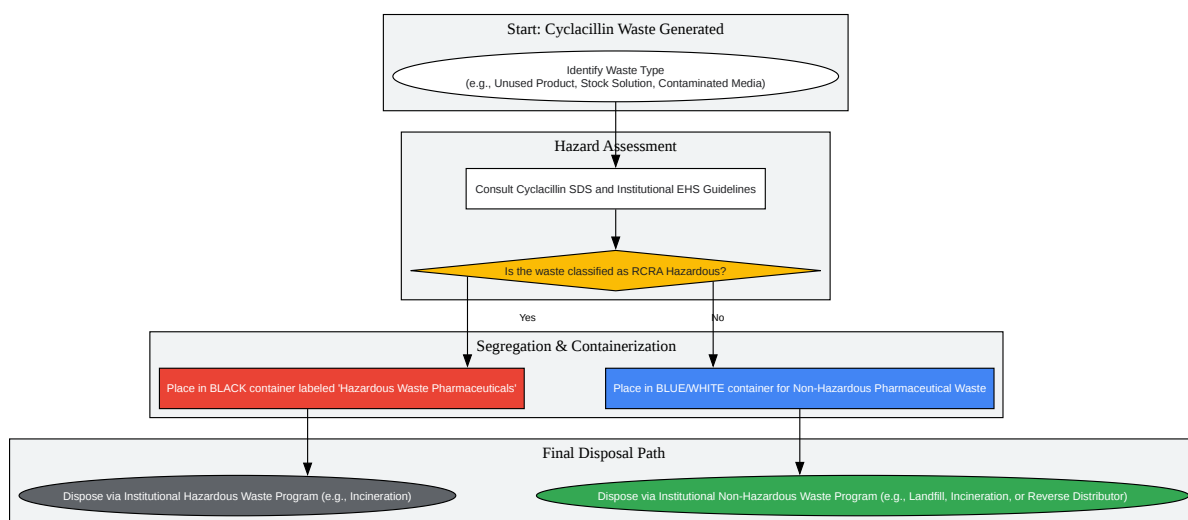 Start: Cyclacillin Waste Generated
Identify Waste Type
(e.g., Unused Product, Stock Solution, Contaminated Media)
Hazard Assessment
Consult Cyclacillin SDS and Institutional EHS Guidelines
Is the waste classified as RCRA Hazardous?
Yes
No
Segregation & Containerization
Place in BLACK container labeled 'Hazardous Waste Pharmaceuticals'
Place in BLUE/WHITE container for Non-Hazardous Pharmaceutical Waste
Final Disposal Path
Dispose via Institutional Hazardous Waste Program (e.g., Incineration)
Dispose via Institutional Non-Hazardous Waste Program (e.g., Landfill, Incineration, or Reverse Distributor)